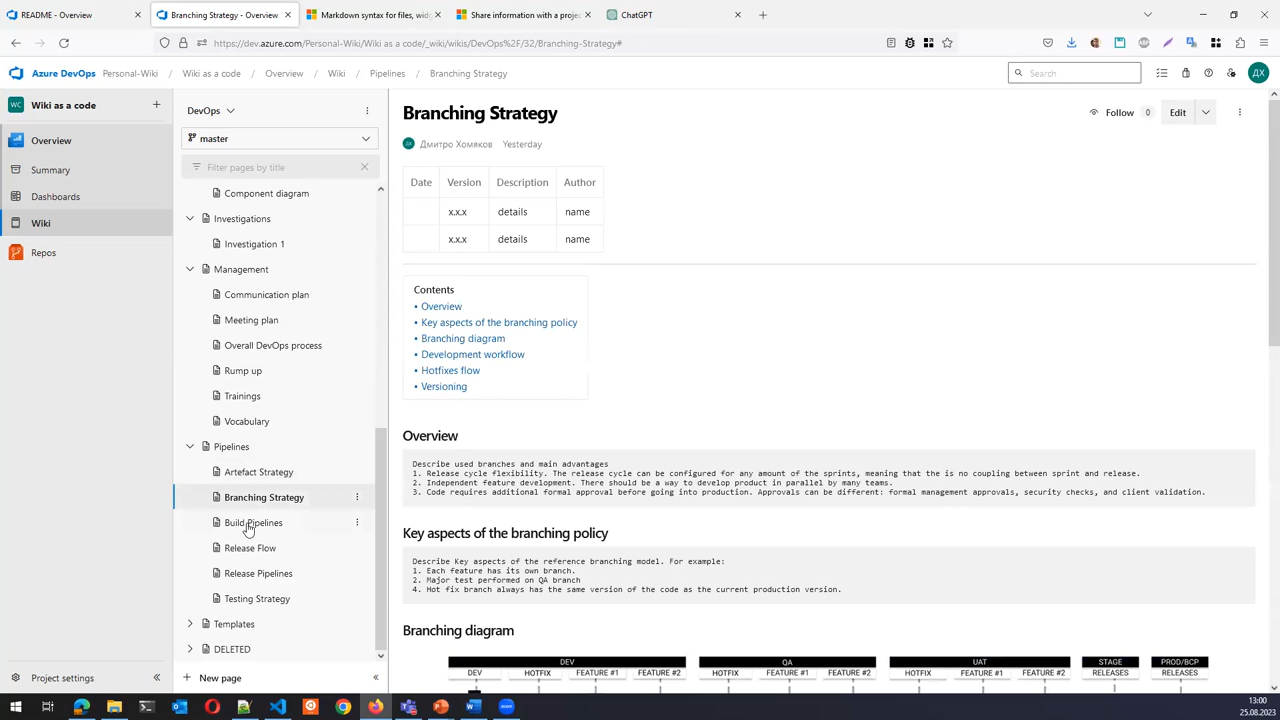 README - Overview
Branching Strategy - Overview
Markdown syntax for files, wid
Share information with a proje
ChatGPT
https://dev.azure.com/Personal-Wiki/Wiki as a code/_wiki/wikis/DevOps%2F/32/Branching-Strategy#
Azure DevOps Personal-Wiki / Wiki as a code / Overview / Wiki / Pipelines / Branching Strategy
Search
ДХ
WC Wiki as a code
Overview
Summary
Dashboards
Wiki
Repos
Project settings
DevOps
master
Filter pages by title
Component diagram
Investigations
Investigation 1
Management
Communication plan
Meeting plan
Overall DevOps process
Rump up
Trainings
Vocabulary
Pipelines
Artefact Strategy
Branching Strategy
Build Pipelines
Release Flow
Release Pipelines
Testing Strategy
Templates
DELETED
New page
Branching Strategy
Follow 0 Edit
ДХ Дмитро Хомяков Yesterday
Date Version Description Author
x.x.x details name
x.x.x details name
Contents
• Overview
• Key aspects of the branching policy
• Branching diagram
• Development workflow
• Hotfixes flow
• Versioning
Overview
Describe used branches and main advantages
1. Release cycle flexibility. The release cycle can be configured for any amount of the sprints, meaning that the is no coupling between sprint and release.
2. Independent feature development. There should be a way to develop product in parallel by many teams.
3. Code requires additional formal approval before going into production. Approvals can be different: formal management approvals, security checks, and client validation.
Key aspects of the branching policy
Describe Key aspects of the reference branching model. For example:
1. Each feature has its own branch.
2. Major test performed on QA branch
4. Hot fix branch always has the same version of the code as the current production version.
Branching diagram
DEV QA UAT STAGE PROD/BCP
DEV HOTFIX FEATURE #1 FEATURE #2 HOTFIX FEATURE #1 FEATURE #2 HOTFIX FEATURE #1 FEATURE #2 RELEASES RELEASES
13:00
25.08.2023